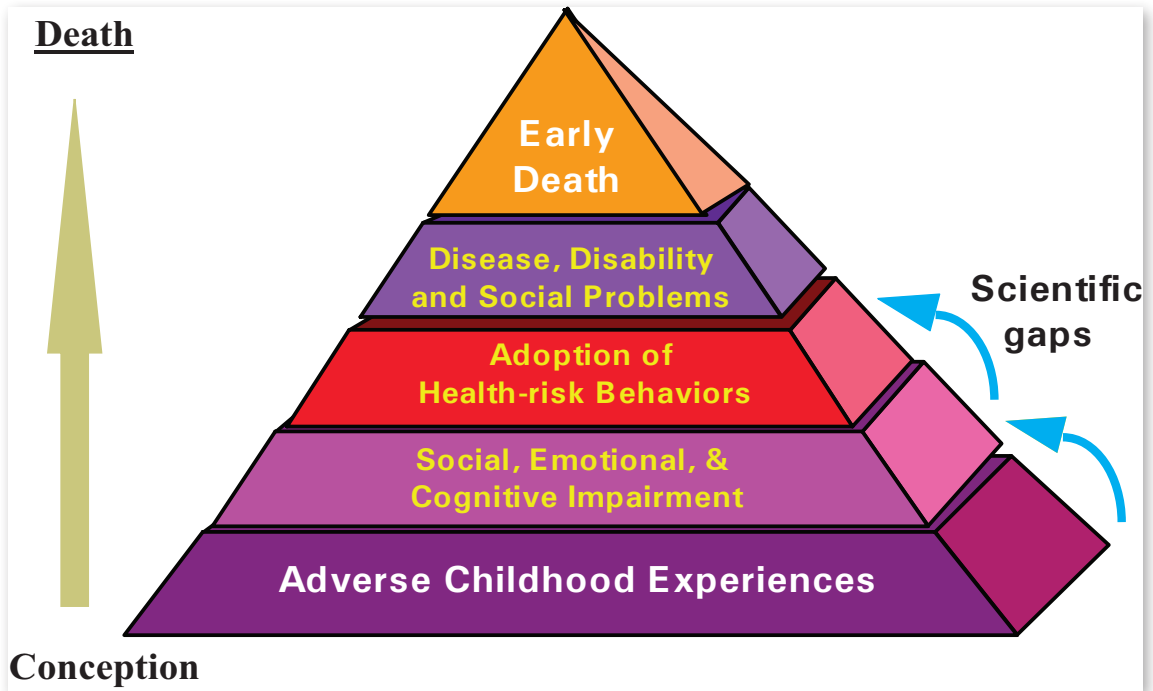 Death
Early
Death
Disease, Disability
and Social Problems
Scientific
gaps
Adoption of
Health-risk Behaviors
Social, Emotional, &
Cognitive Impairment
Adverse Childhood Experiences
Conception